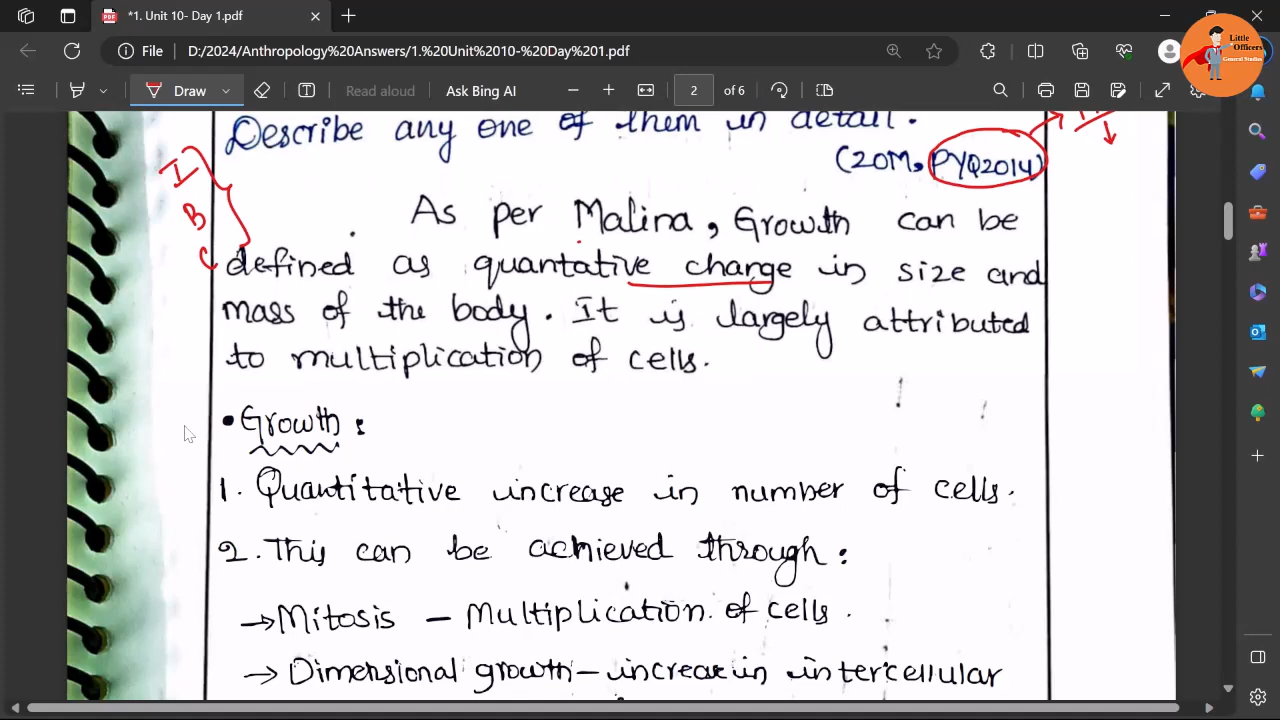 *1. Unit 10- Day 1.pdf
File
D:/2024/Anthropology%20Answers/1.%20Unit%2010-%20Day%201.pdf
Little
Officers
General Studies
Draw
Read aloud
Ask Bing AI
2
of 6
Describe any one of them in detail.
(20M, PYQ2014)
I
B
C
As per Malina, Growth can be
defined as quantative change in size and
mass of the body. It is largely attributed
to multiplication of cells.
• Growth :
1. Quantitative increase in number of cells.
2. This can be achieved through :
→ Mitosis – Multiplication of cells.
→ Dimensional growth – increase in intercellular